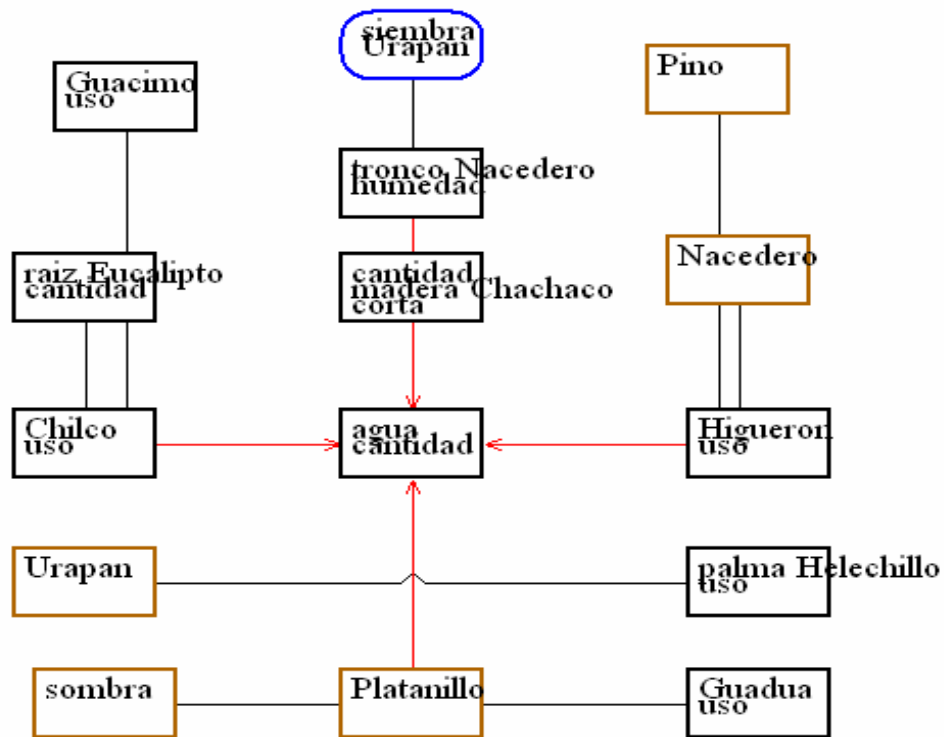 siembra
Urapan
Guacimo
uso
Pino
tronco Nacedero
humedad
raiz Eucalipto
cantidad
cantidad
madera Chachaco
corta
Nacedero
Chilco
uso
agua
cantidad
Higueron
uso
Urapan
palma Helechillo
uso
sombra
Platanillo
Guadua
uso